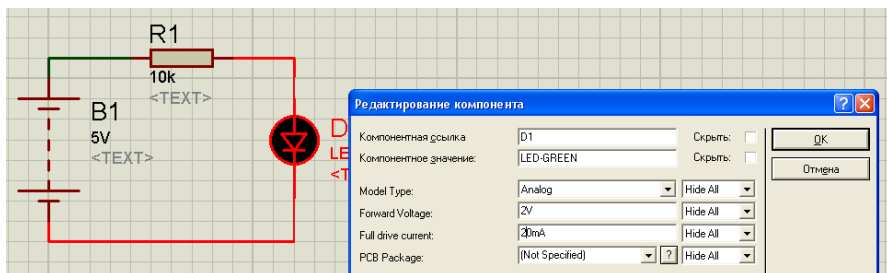 R1
10k
<TEXT>
B1
5V
<TEXT>
D
LE
<T
Редактирование компонента
Компонентная ссылка
D1
Скрыть:
OK
Компонентное значение:
LED-GREEN
Скрыть:
Отмена
Model Type:
Analog
Hide All
Forward Voltage:
2V
Hide All
Full drive current:
20mA
Hide All
PCB Package:
(Not Specified)
?
Hide All